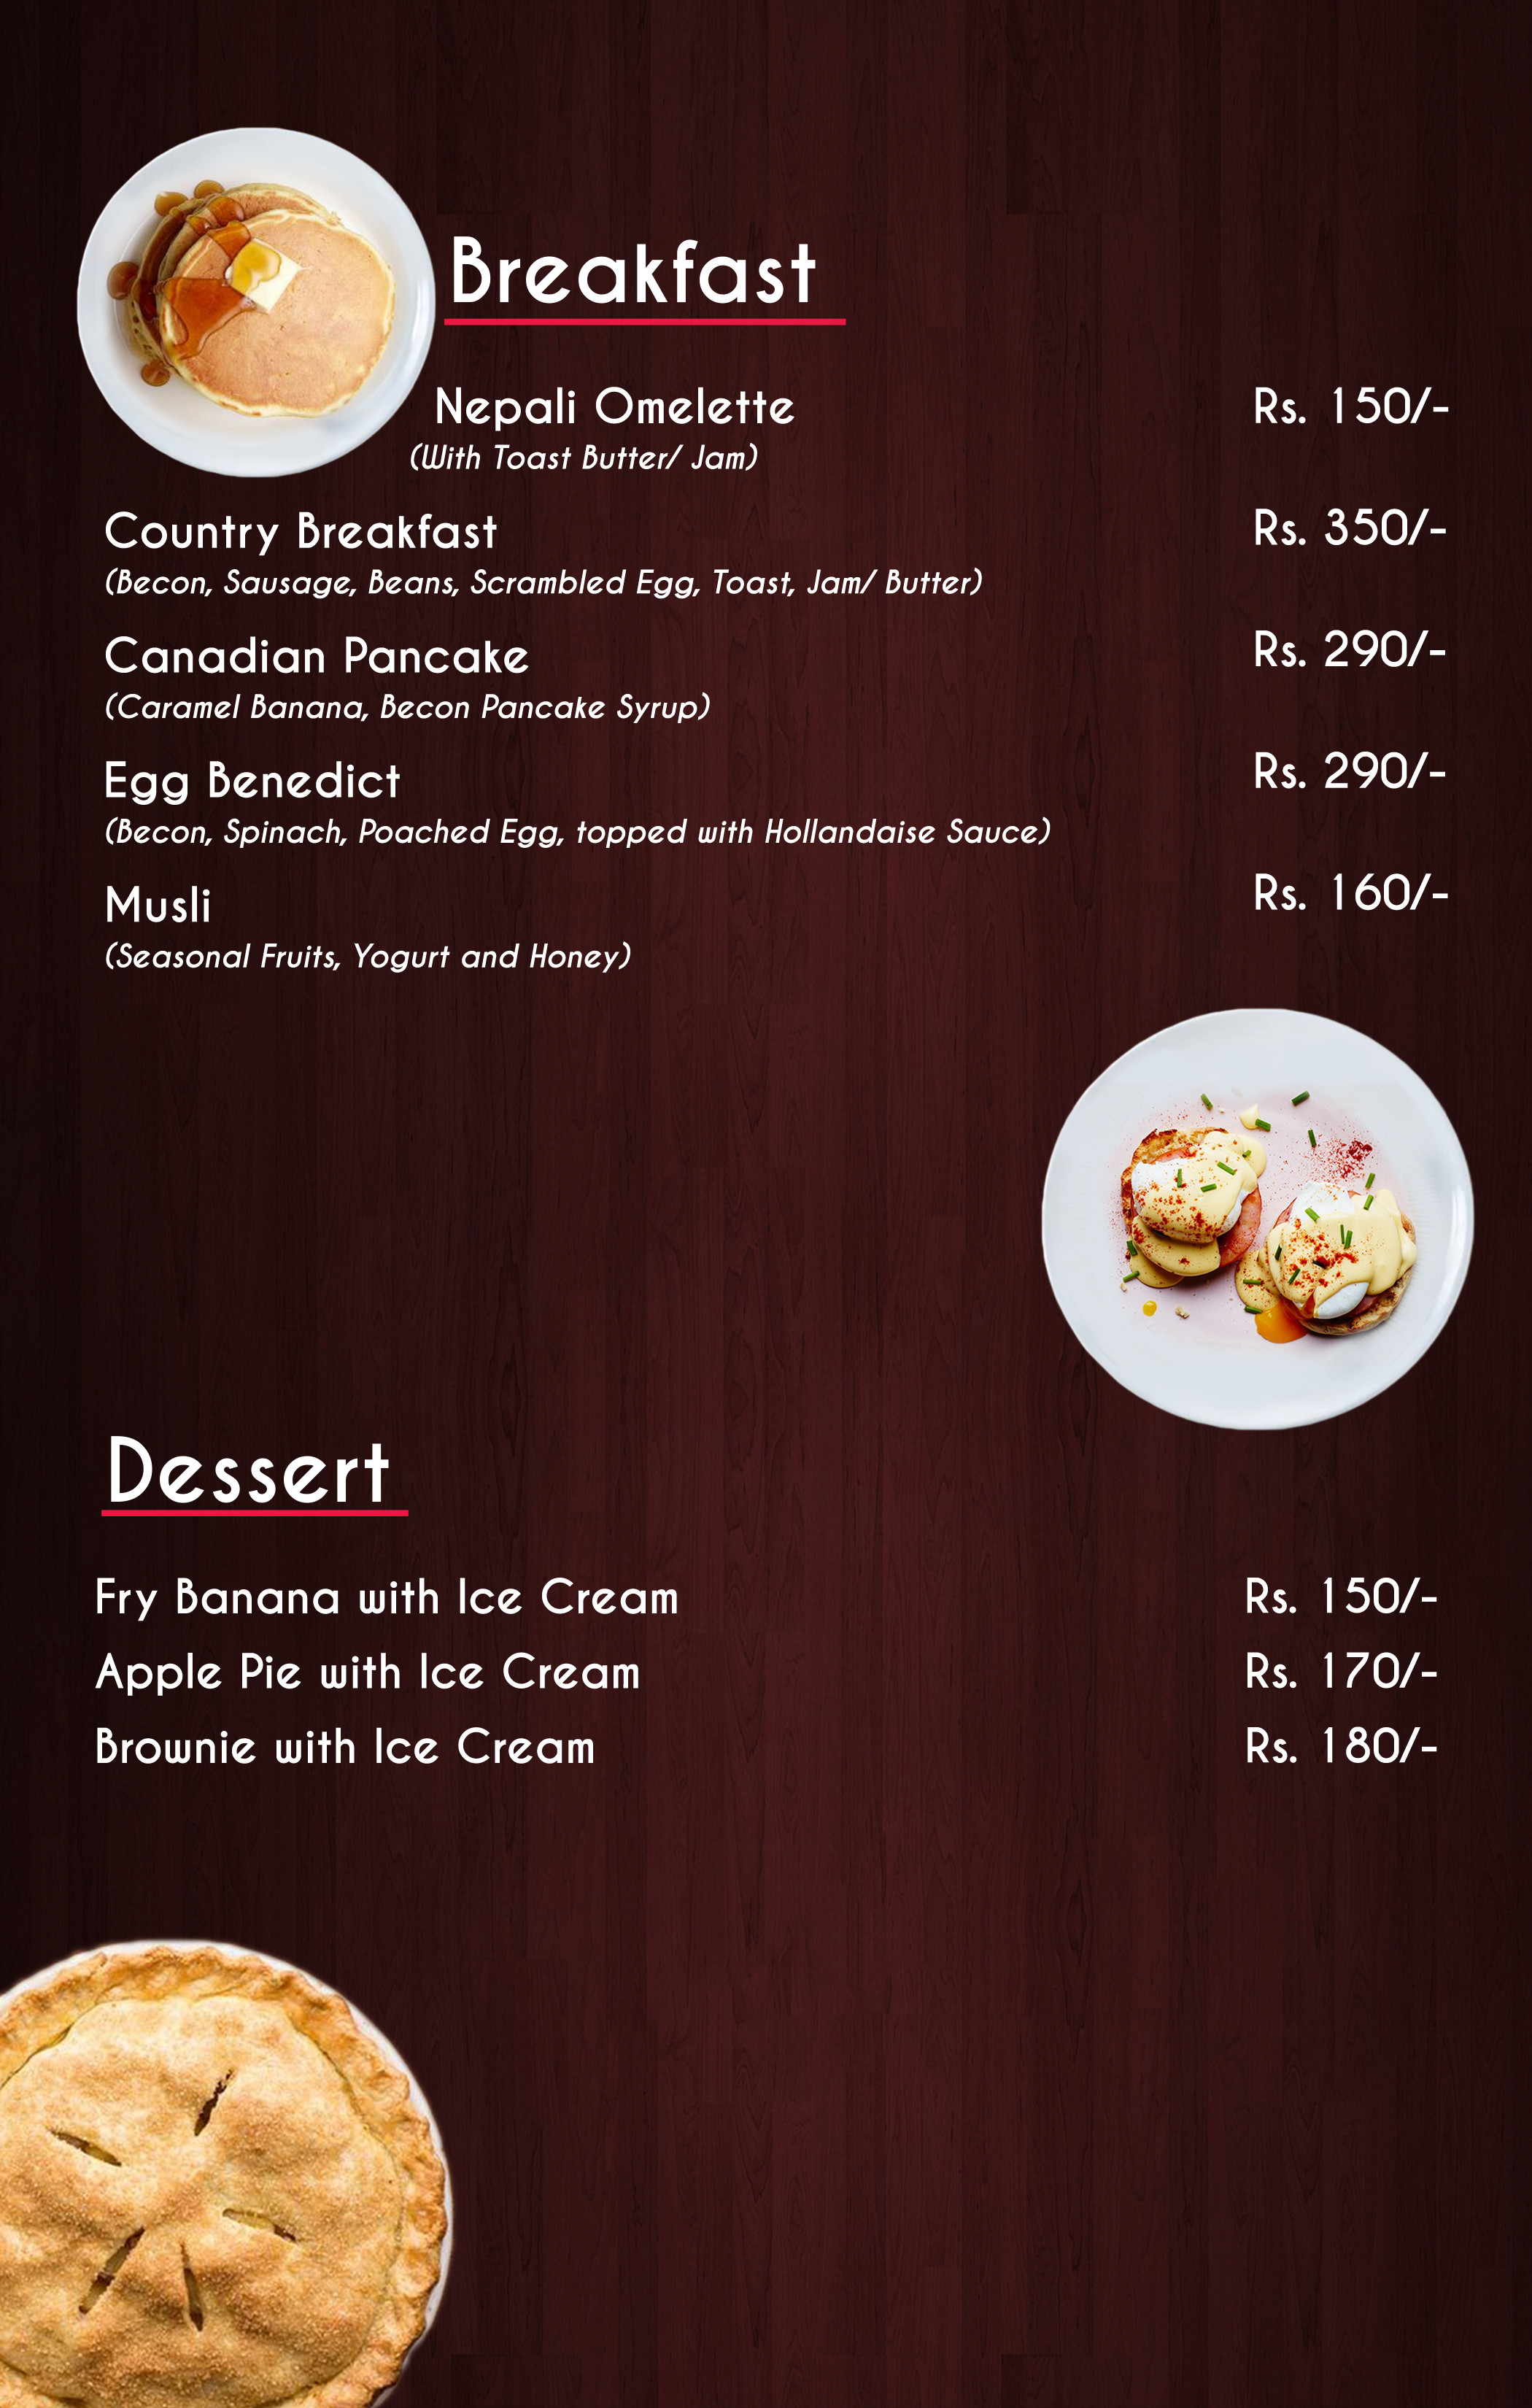 Breakfast
Nepali Omelette Rs. 150/-
(With Toast Butter/ Jam)
Country Breakfast Rs. 350/-
(Becon, Sausage, Beans, Scrambled Egg, Toast, Jam/ Butter)
Canadian Pancake Rs. 290/-
(Caramel Banana, Becon Pancake Syrup)
Egg Benedict Rs. 290/-
(Becon, Spinach, Poached Egg, topped with Hollandaise Sauce)
Musli Rs. 160/-
(Seasonal Fruits, Yogurt and Honey)
Dessert
Fry Banana with Ice Cream Rs. 150/-
Apple Pie with Ice Cream Rs. 170/-
Brownie with Ice Cream Rs. 180/-